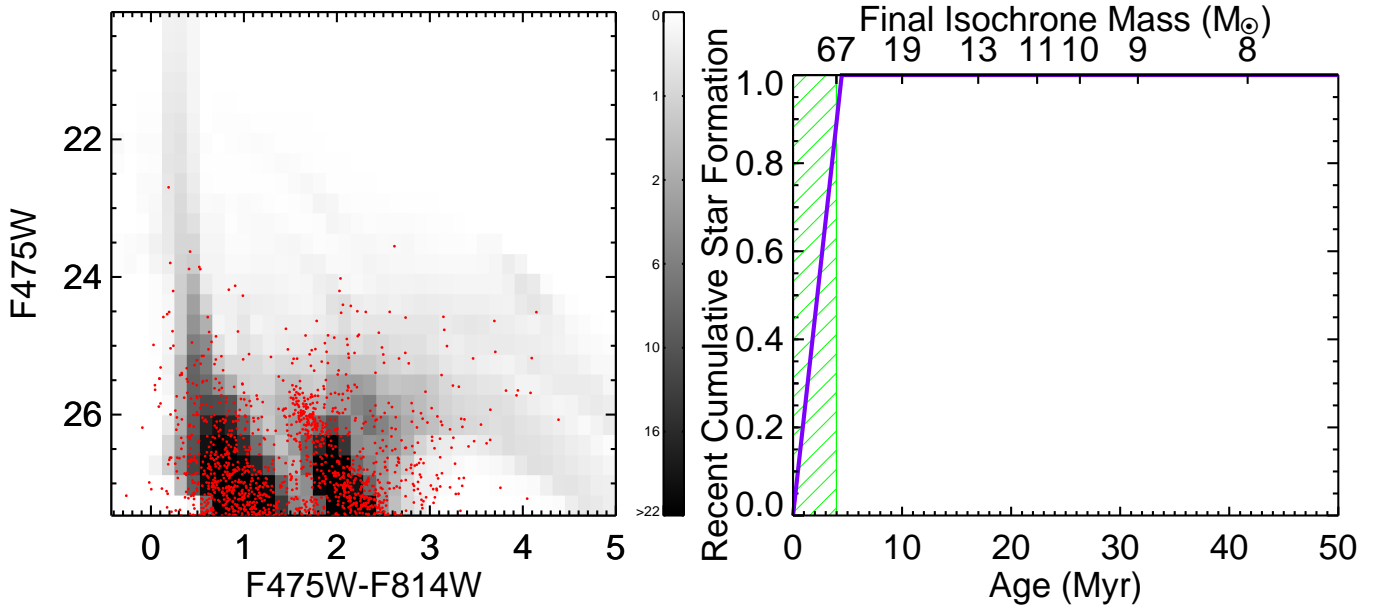 F475W
22
24
26
0 1 2 3 4 5
F475W-F814W
0
1
2
6
10
16
>22
Final Isochrone Mass (M☉)
67 19 13 11 10 9 8
Recent Cumulative Star Formation
1.0
0.8
0.6
0.4
0.2
0.0
0 10 20 30 40 50
Age (Myr)